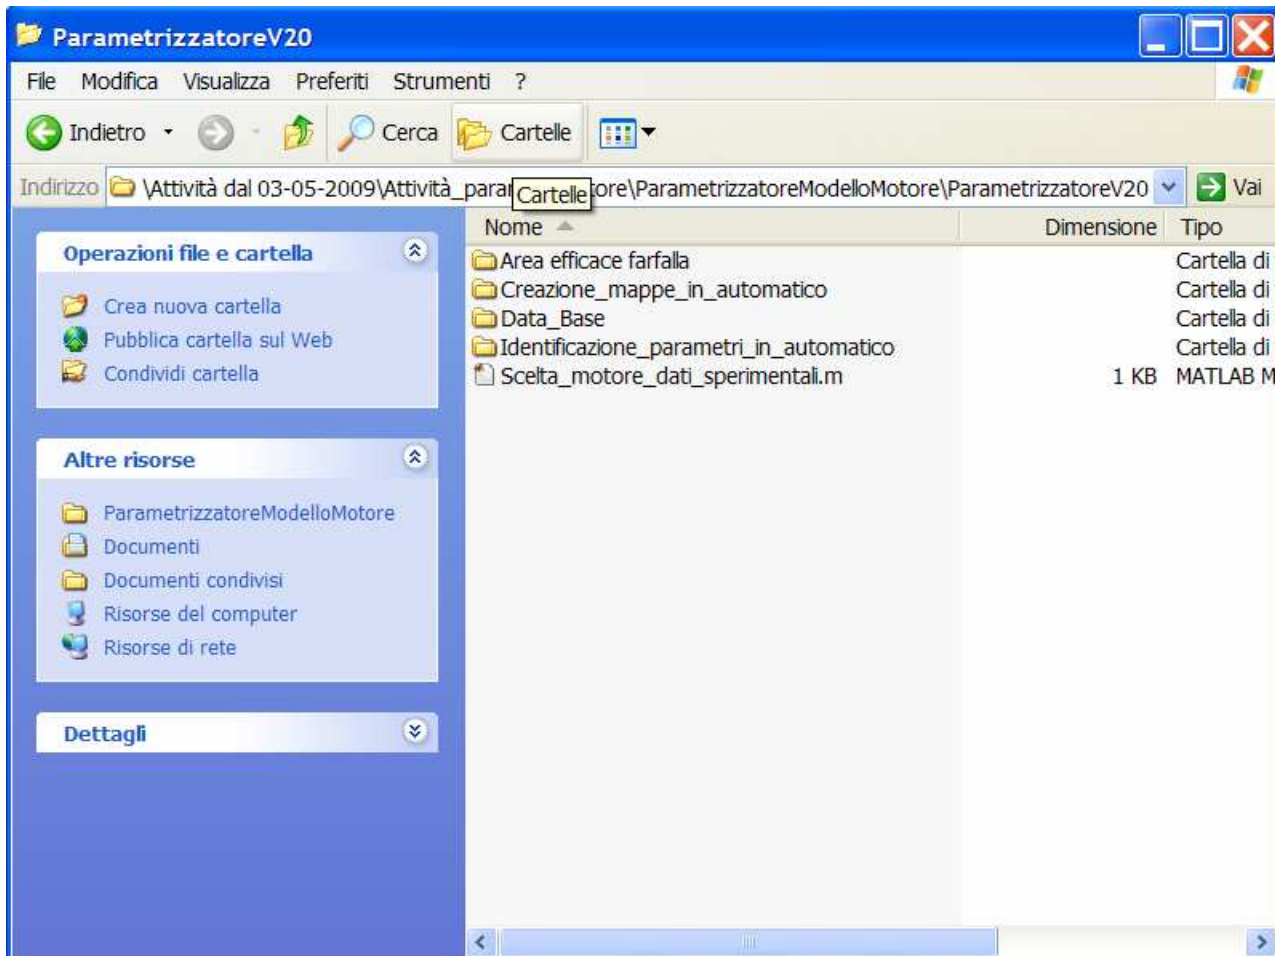 ParametrizzatoreV20
File Modifica Visualizza Preferiti Strumenti ?
Indietro Cerca Cartelle
Indirizzo \Attività dal 03-05-2009\Attività_para ore\ParametrizzatoreModelloMotore\ParametrizzatoreV20 Vai
Cartelle
Nome Dimensione Tipo
Operazioni file e cartella
Crea nuova cartella
Pubblica cartella sul Web
Condividi cartella
Altre risorse
ParametrizzatoreModelloMotore
Documenti
Documenti condivisi
Risorse del computer
Risorse di rete
Dettagli
Area efficace farfalla Cartella di
Creazione_mappe_in_automatico Cartella di
Data_Base Cartella di
Identificazione_parametri_in_automatico Cartella di
Scelta_motore_dati_sperimentali.m 1 KB MATLAB M